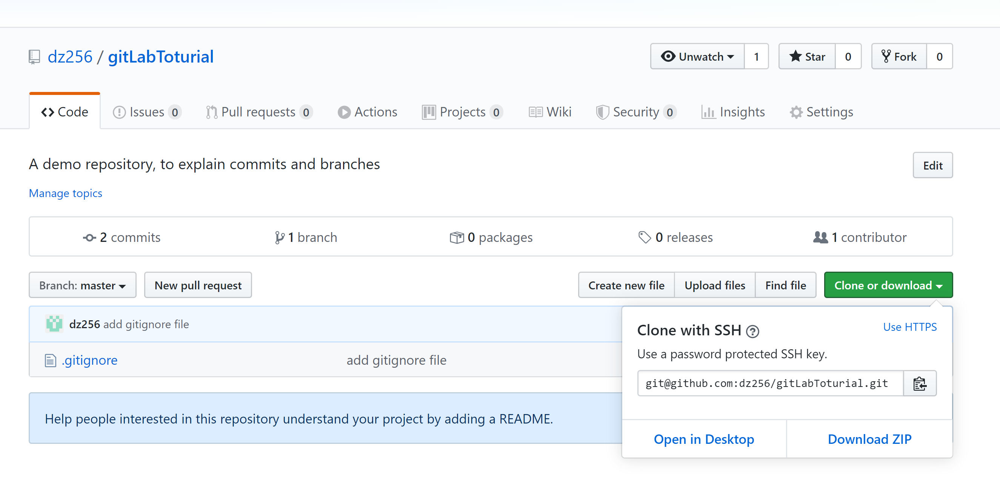 dz256 / gitLabToturial
Unwatch 1 Star 0 Fork 0
Code Issues 0 Pull requests 0 Actions Projects 0 Wiki Security 0 Insights Settings
A demo repository, to explain commits and branches
Edit
Manage topics
2 commits 1 branch 0 packages 0 releases 1 contributor
Branch: master New pull request Create new file Upload files Find file Clone or download
dz256 add gitignore file
.gitignore add gitignore file
Help people interested in this repository understand your project by adding a README.
Clone with SSH ? Use HTTPS
Use a password protected SSH key.
git@github.com:dz256/gitLabToturial.git
Open in Desktop Download ZIP